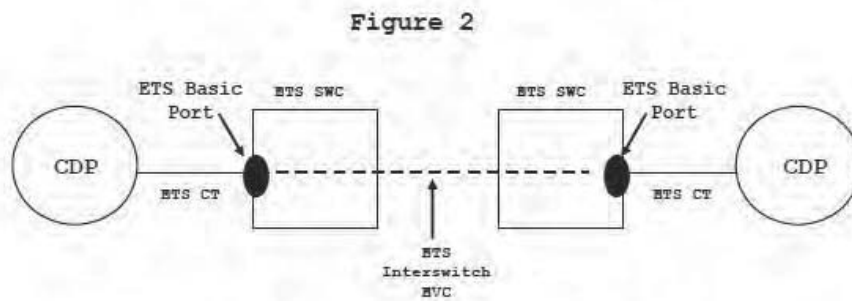 Figure 2
ETS Basic
Port
ETS SWC
ETS SWC
ETS Basic
Port
CDP
ETS CT
ETS CT
CDP
ETS
Interswitch
EVC